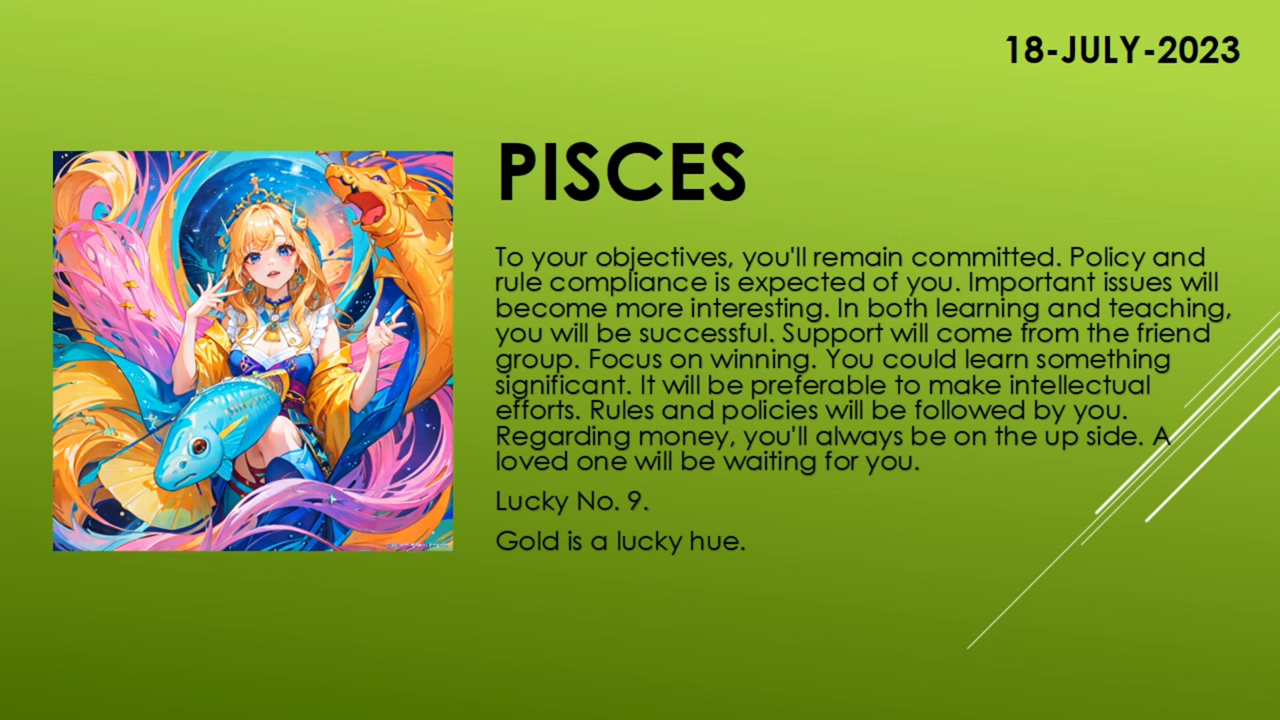 18-JULY-2023
PISCES
To your objectives, you'll remain committed. Policy and
rule compliance is expected of you. Important issues will
become more interesting. In both learning and teaching,
you will be successful. Support will come from the friend
group. Focus on winning. You could learn something
significant. It will be preferable to make intellectual
efforts. Rules and policies will be followed by you.
Regarding money, you'll always be on the up side. A
loved one will be waiting for you.
Lucky No. 9.
Gold is a lucky hue.